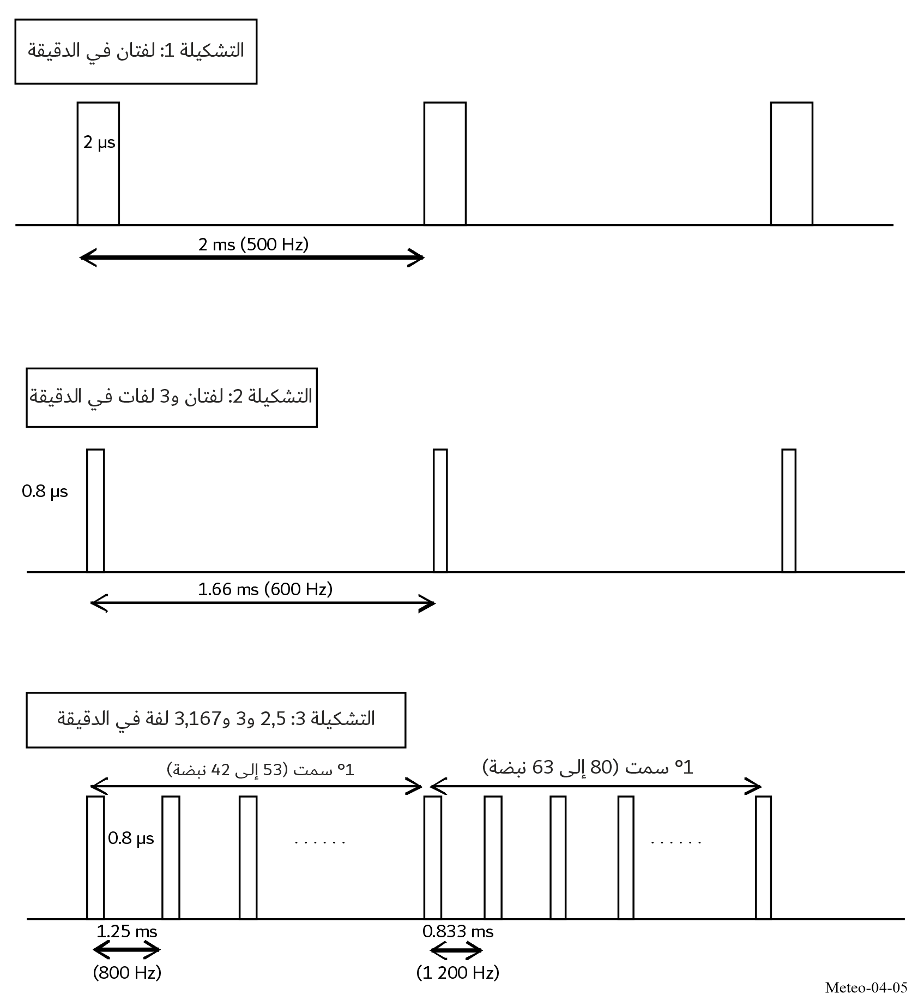 التشكيلة 1: لفتان في الدقيقة
2 µs
2 ms (500 Hz)
التشكيلة 2: لفتان و3 لفات في الدقيقة
0.8 µs
1.66 ms (600 Hz)
التشكيلة 3: 2,5 و3 و3,167 لفة في الدقيقة
1° سمت (53 إلى 42 نبضة)
1° سمت (80 إلى 63 نبضة)
0.8 µs
. . . . . .
. . . . . .
1.25 ms
0.833 ms
(800 Hz)
(1 200 Hz)
Meteo-04-05